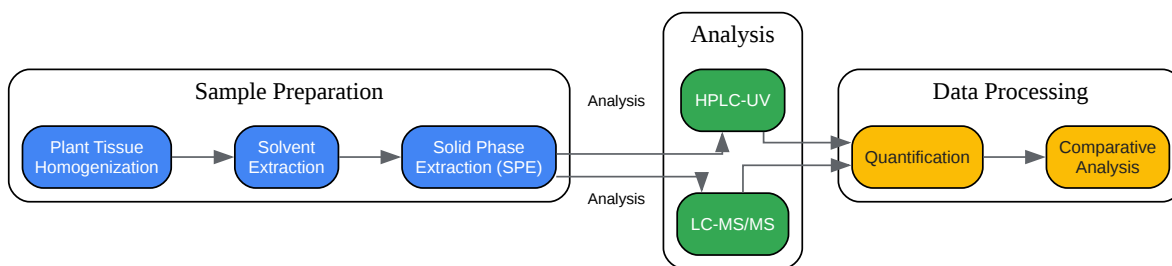 Sample Preparation
Plant Tissue
Homogenization
Solvent
Extraction
Solid Phase
Extraction (SPE)
Analysis
Analysis
Analysis
HPLC-UV
LC-MS/MS
Data Processing
Quantification
Comparative
Analysis